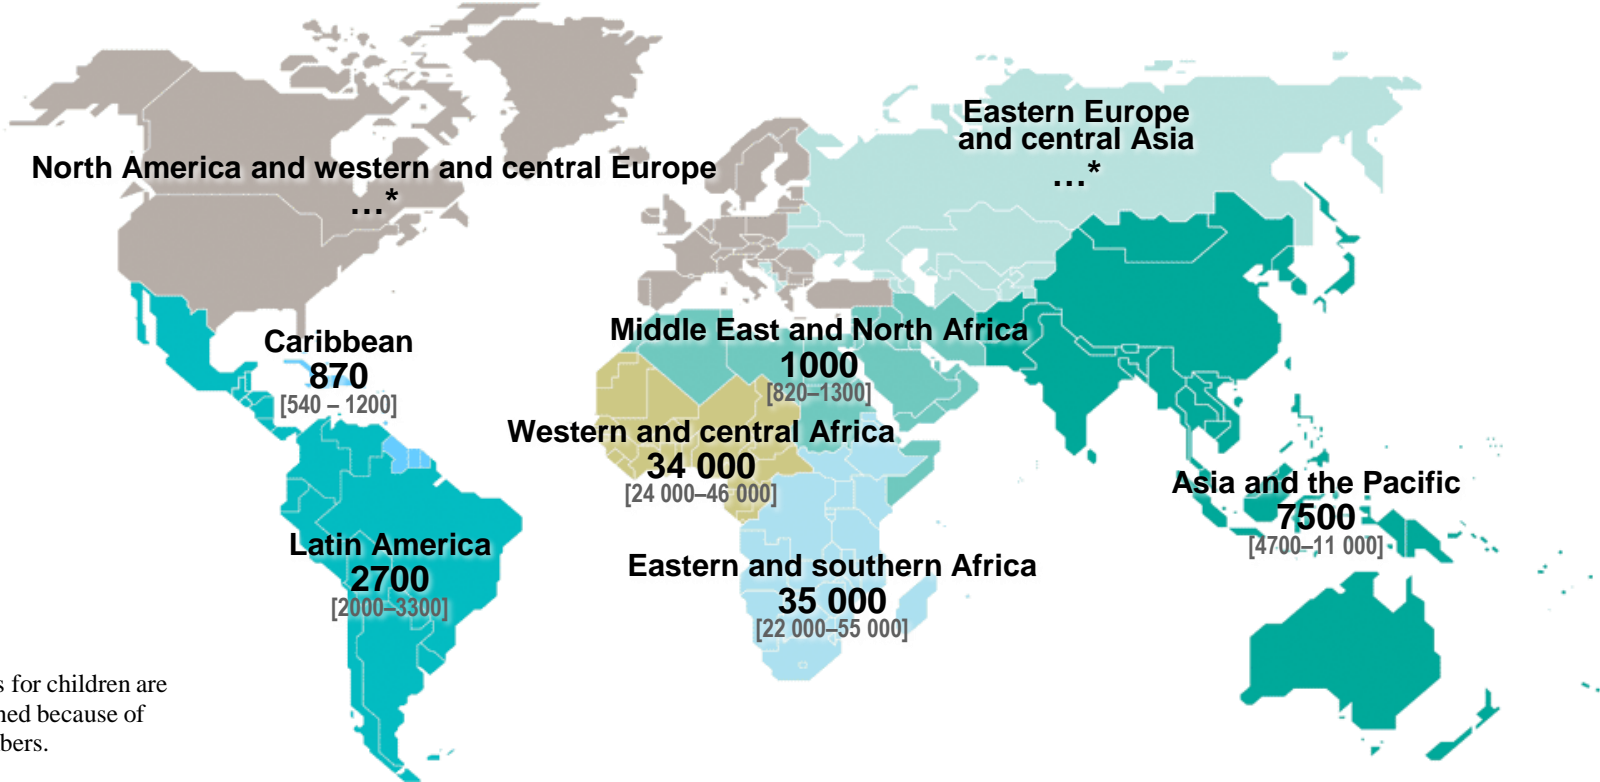 Eastern Europe
and central Asia
…*
North America and western and central Europe
…*
Caribbean
870
[540 – 1200]
Middle East and North Africa
1000
[820–1300]
Western and central Africa
34 000
[24 000–46 000]
Asia and the Pacific
7500
[4700–11 000]
Latin America
2700
[2000–3300]
Eastern and southern Africa
35 000
[22 000–55 000]
for children are
because of